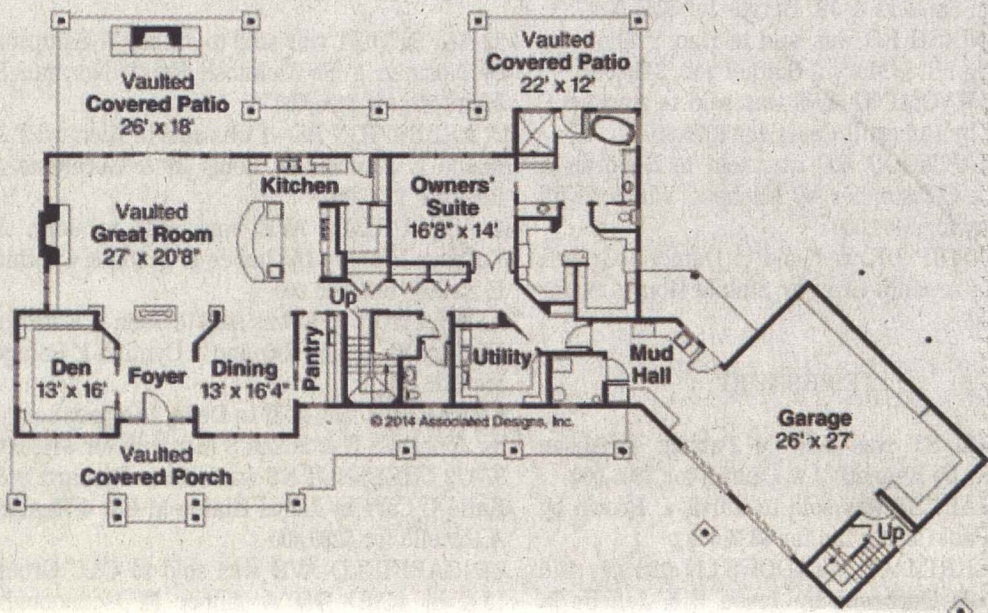 Vaulted
Covered Patio
26' x 18'
Vaulted
Covered Patio
22' x 12'
Kitchen
Owners'
Suite
16'8" x 14'
Vaulted
Great Room
27' x 20'8"
Up
Den
13' x 16'
Foyer
Dining
13' x 16'4"
Pantry
Utility
Mud
Hall
Garage
26' x 27'
© 2014 Associated Designs, Inc.
Vaulted
Covered Porch
Up